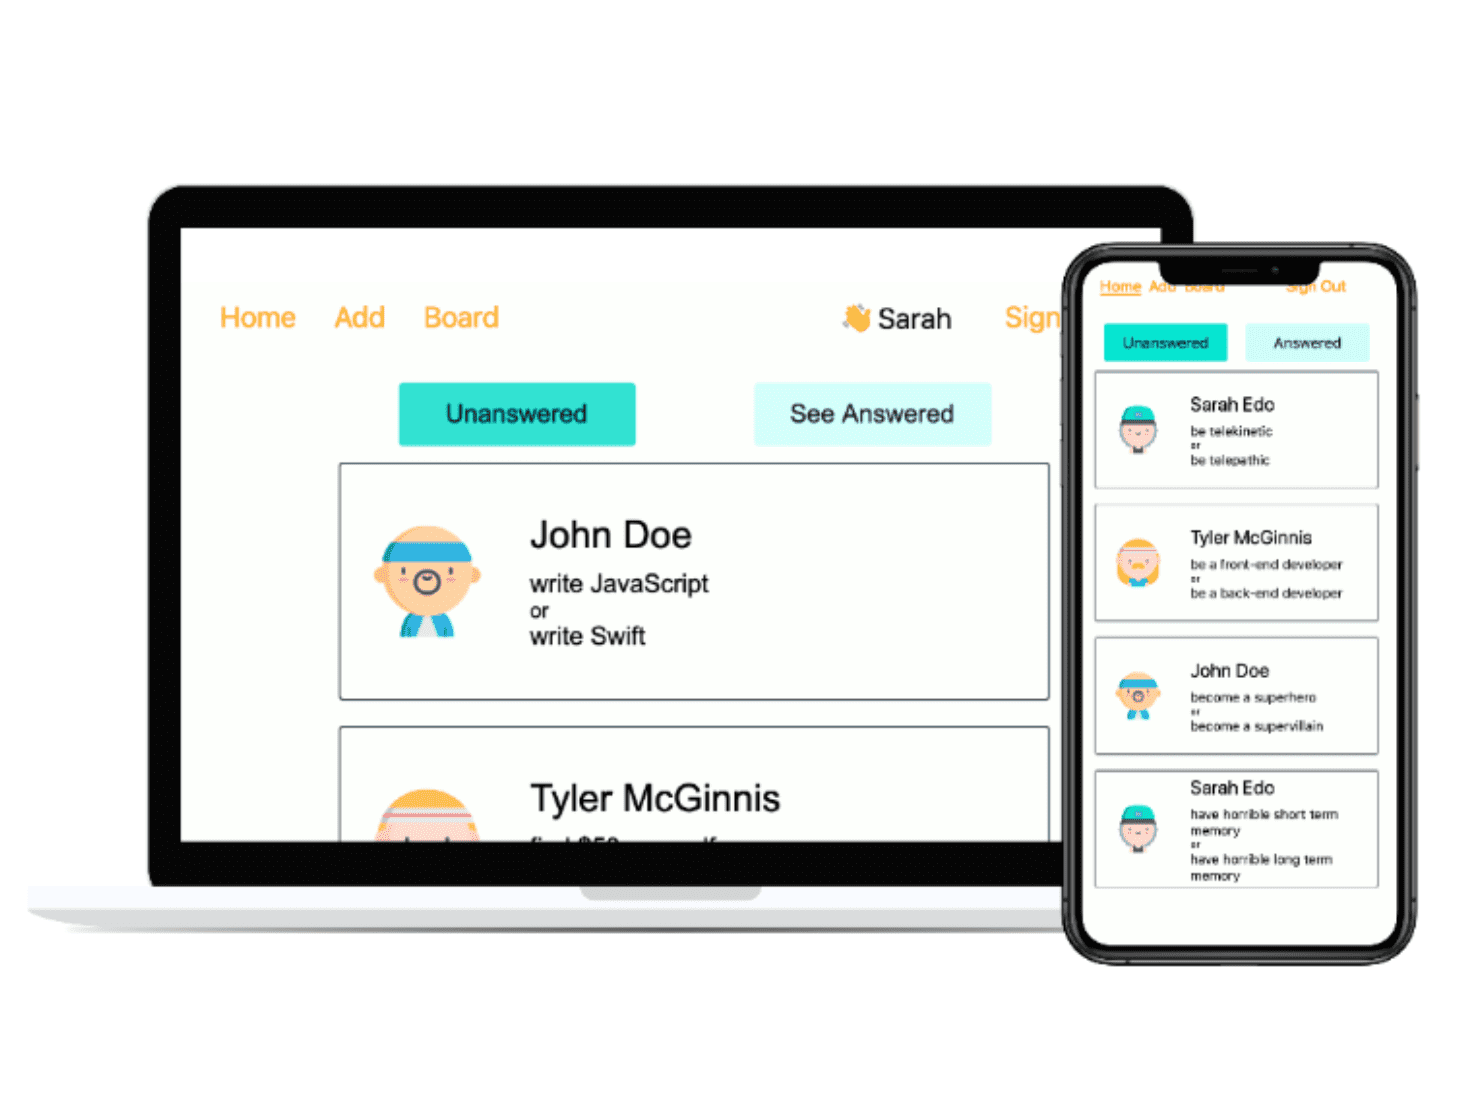 Home Add Board
👋 Sarah
Sign
Unanswered
See Answered
John Doe
write JavaScript
or
write Swift
Tyler McGinnis
Home Add Board
Sign Out
Unanswered
Answered
Sarah Edo
be telekinetic
or
be telepathic
Tyler McGinnis
be a front-end developer
or
be a back-end developer
John Doe
become a superhero
or
become a supervillain
Sarah Edo
have horrible short term
memory
or
have horrible long term
memory